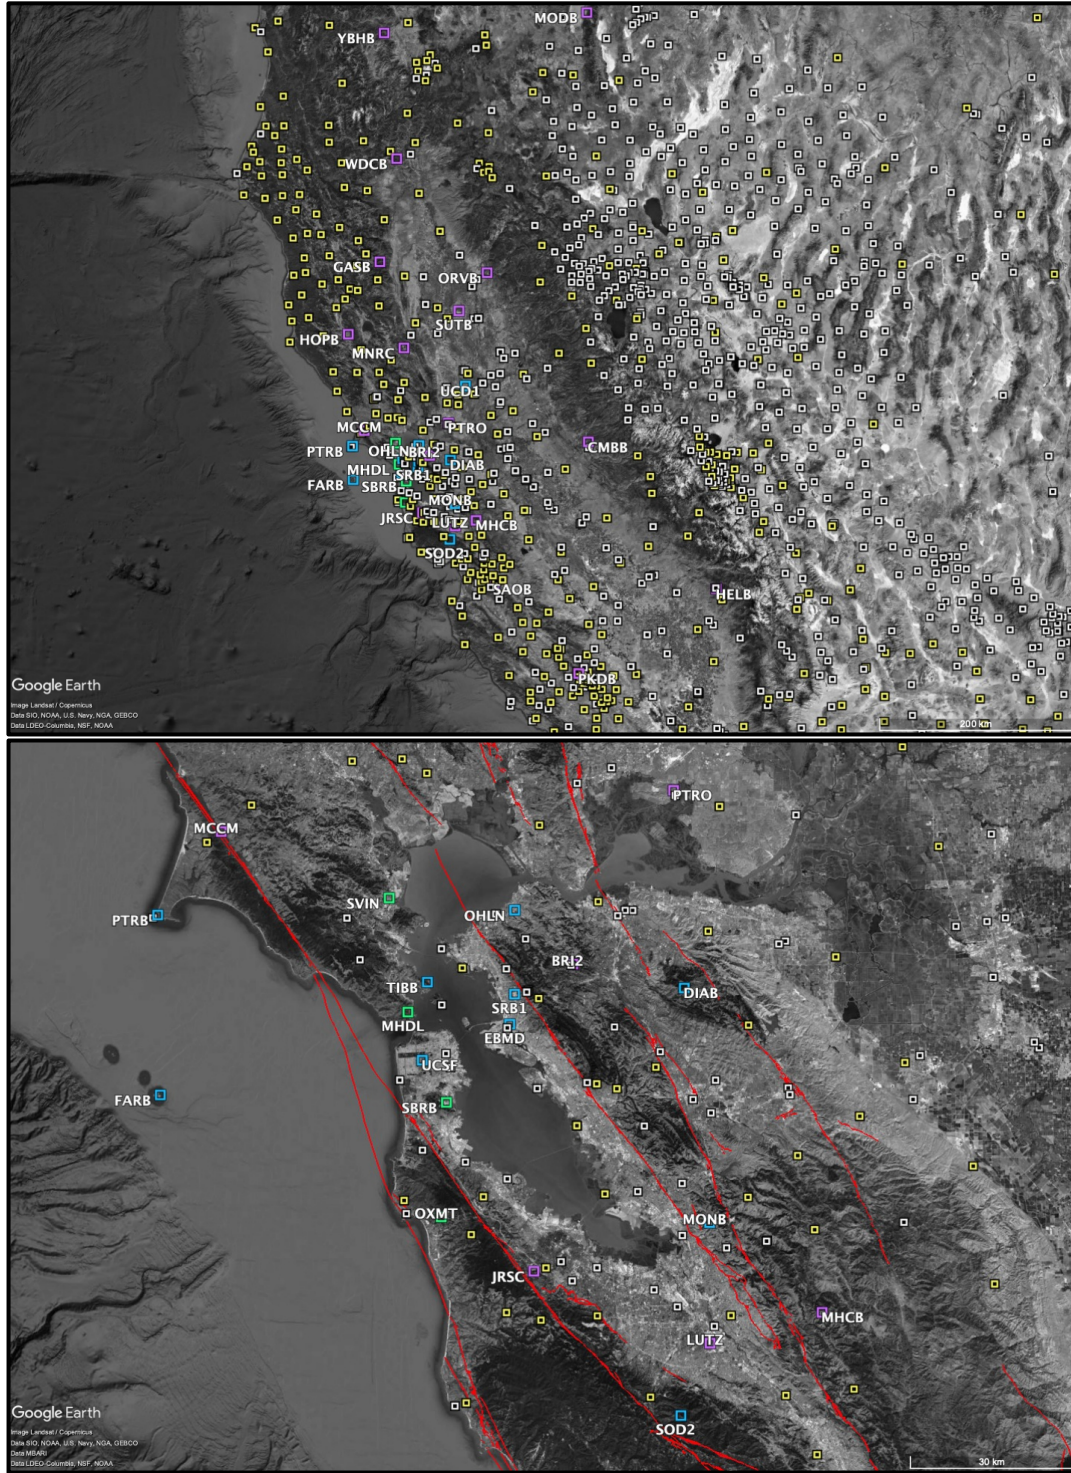 MODB
YBHB
WDCB
GASB
ORVB
SUTB
HOPB
MNRC
UCD1
MCCM
PTRO
PTRB
OHLN
BRI2
CMBB
MHDL
SRB1
DIAB
FARB
SBRB
MONB
JRSC
LUTZ
MHCB
SOD2
SAOB
HELB
PKDB
Google Earth
Image Landsat / Copernicus
Data SIO, NOAA, U.S. Navy, NGA, GEBCO
Data LDEO-Columbia, NSF, NOAA
200 km
PTRO
MCCM
SVIN
PTRB
OHLN
BRI2
TIBB
DIAB
SRB1
MHDL
EBMD
UCSF
FARB
SBRB
OXMT
MONB
JRSC
MHCB
LUTZ
SOD2
Google Earth
Image Landsat / Copernicus
Data SIO, NOAA, U.S. Navy, NGA, GEBCO
Data MBARI
Data LDEO-Columbia, NSF, NOAA
30 km